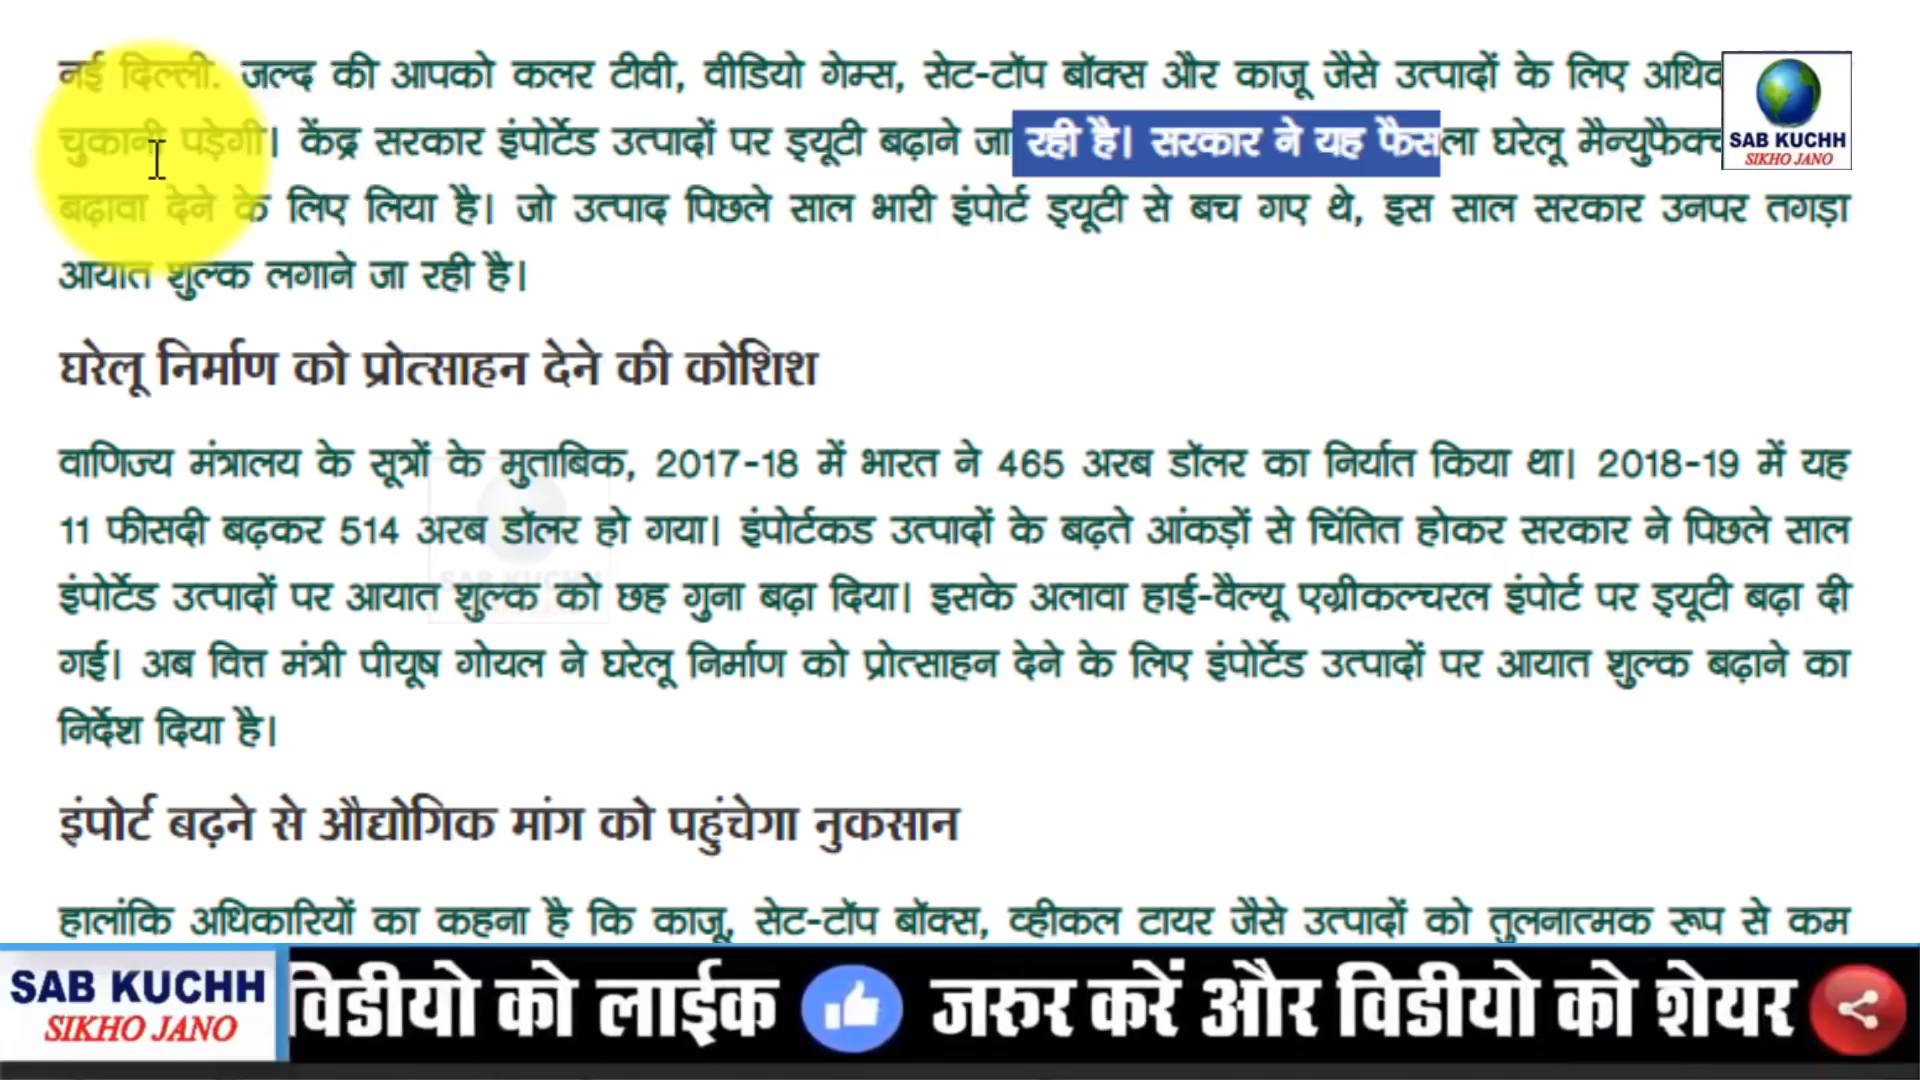 नई दिल्ली. जल्द की आपको कलर टीवी, वीडियो गेम्स, सेट-टॉप बॉक्स और काजू जैसे उत्पादों के लिए
SAB KUCHH
SIKHO JANO
चुकानी पड़ेगी। केंद्र सरकार इंपोर्टेड उत्पादों पर ड्यूटी बढ़ाने जा रही है। सरकार ने यह फैसला घरेलू
बढ़ावा देने के लिए लिया है। जो उत्पाद पिछले साल भारी इंपोर्ट ड्यूटी से बच गए थे, इस साल सरकार उनपर तगड़ा
आयात शुल्क लगाने जा रही है।
घरेलू निर्माण को प्रोत्साहन देने की कोशिश
वाणिज्य मंत्रालय के सूत्रों के मुताबिक, 2017-18 में भारत ने 465 अरब डॉलर का निर्यात किया था। 2018-19 में यह
11 फीसदी बढ़कर 514 अरब डॉलर हो गया। इंपोर्टकड उत्पादों के बढ़ते आंकड़ों से चिंतित होकर सरकार ने पिछले साल
इंपोर्टेड उत्पादों पर आयात शुल्क को छह गुना बढ़ा दिया। इसके अलावा हाई-वैल्यू एग्रीकल्चरल इंपोर्ट पर ड्यूटी बढ़ा दी
गई। अब वित्त मंत्री पीयूष गोयल ने घरेलू निर्माण को प्रोत्साहन देने के लिए इंपोर्टेड उत्पादों पर आयात शुल्क बढ़ाने का
निर्देश दिया है।
इंपोर्ट बढ़ने से औद्योगिक मांग को पहुंचेगा नुकसान
हालांकि अधिकारियों का कहना है कि काजू, सेट-टॉप बॉक्स, व्हीकल टायर जैसे उत्पादों को तुलनात्मक रूप से कम
SAB KUCHH
SIKHO JANO
विडीयो को लाईक जरुर करें और विडीयो को शेयर